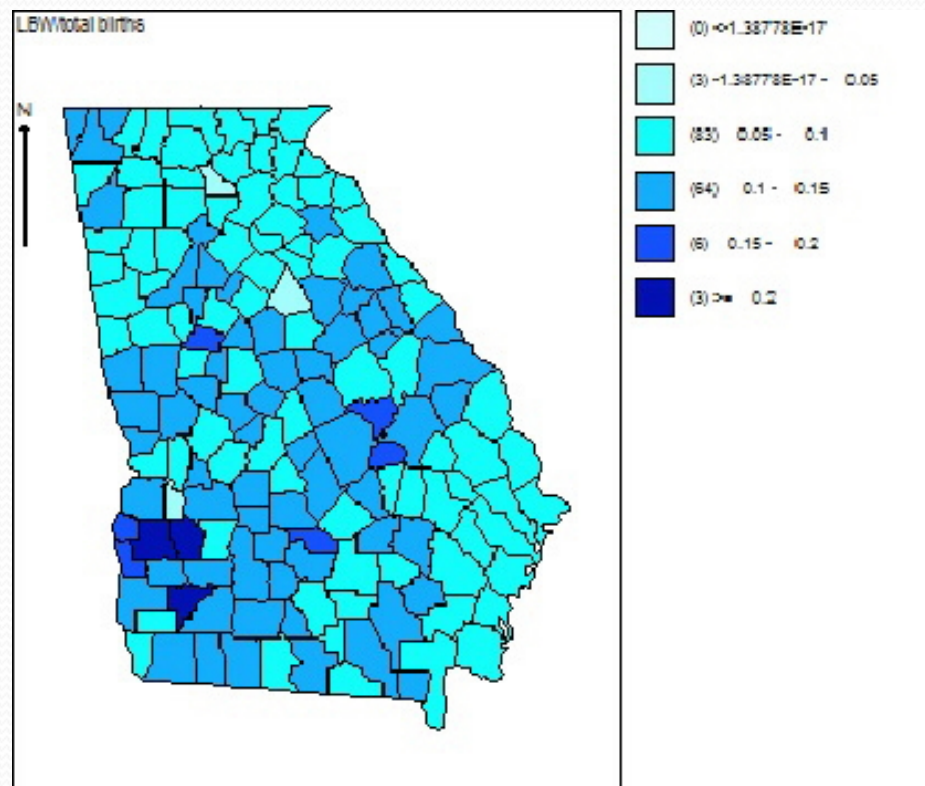 LBW/total births
N
(0) <-1.38778E-17
(3) -1.38778E-17 - 0.05
(83) 0.05 - 0.1
(64) 0.1 - 0.15
(6) 0.15 - 0.2
(3) >= 0.2